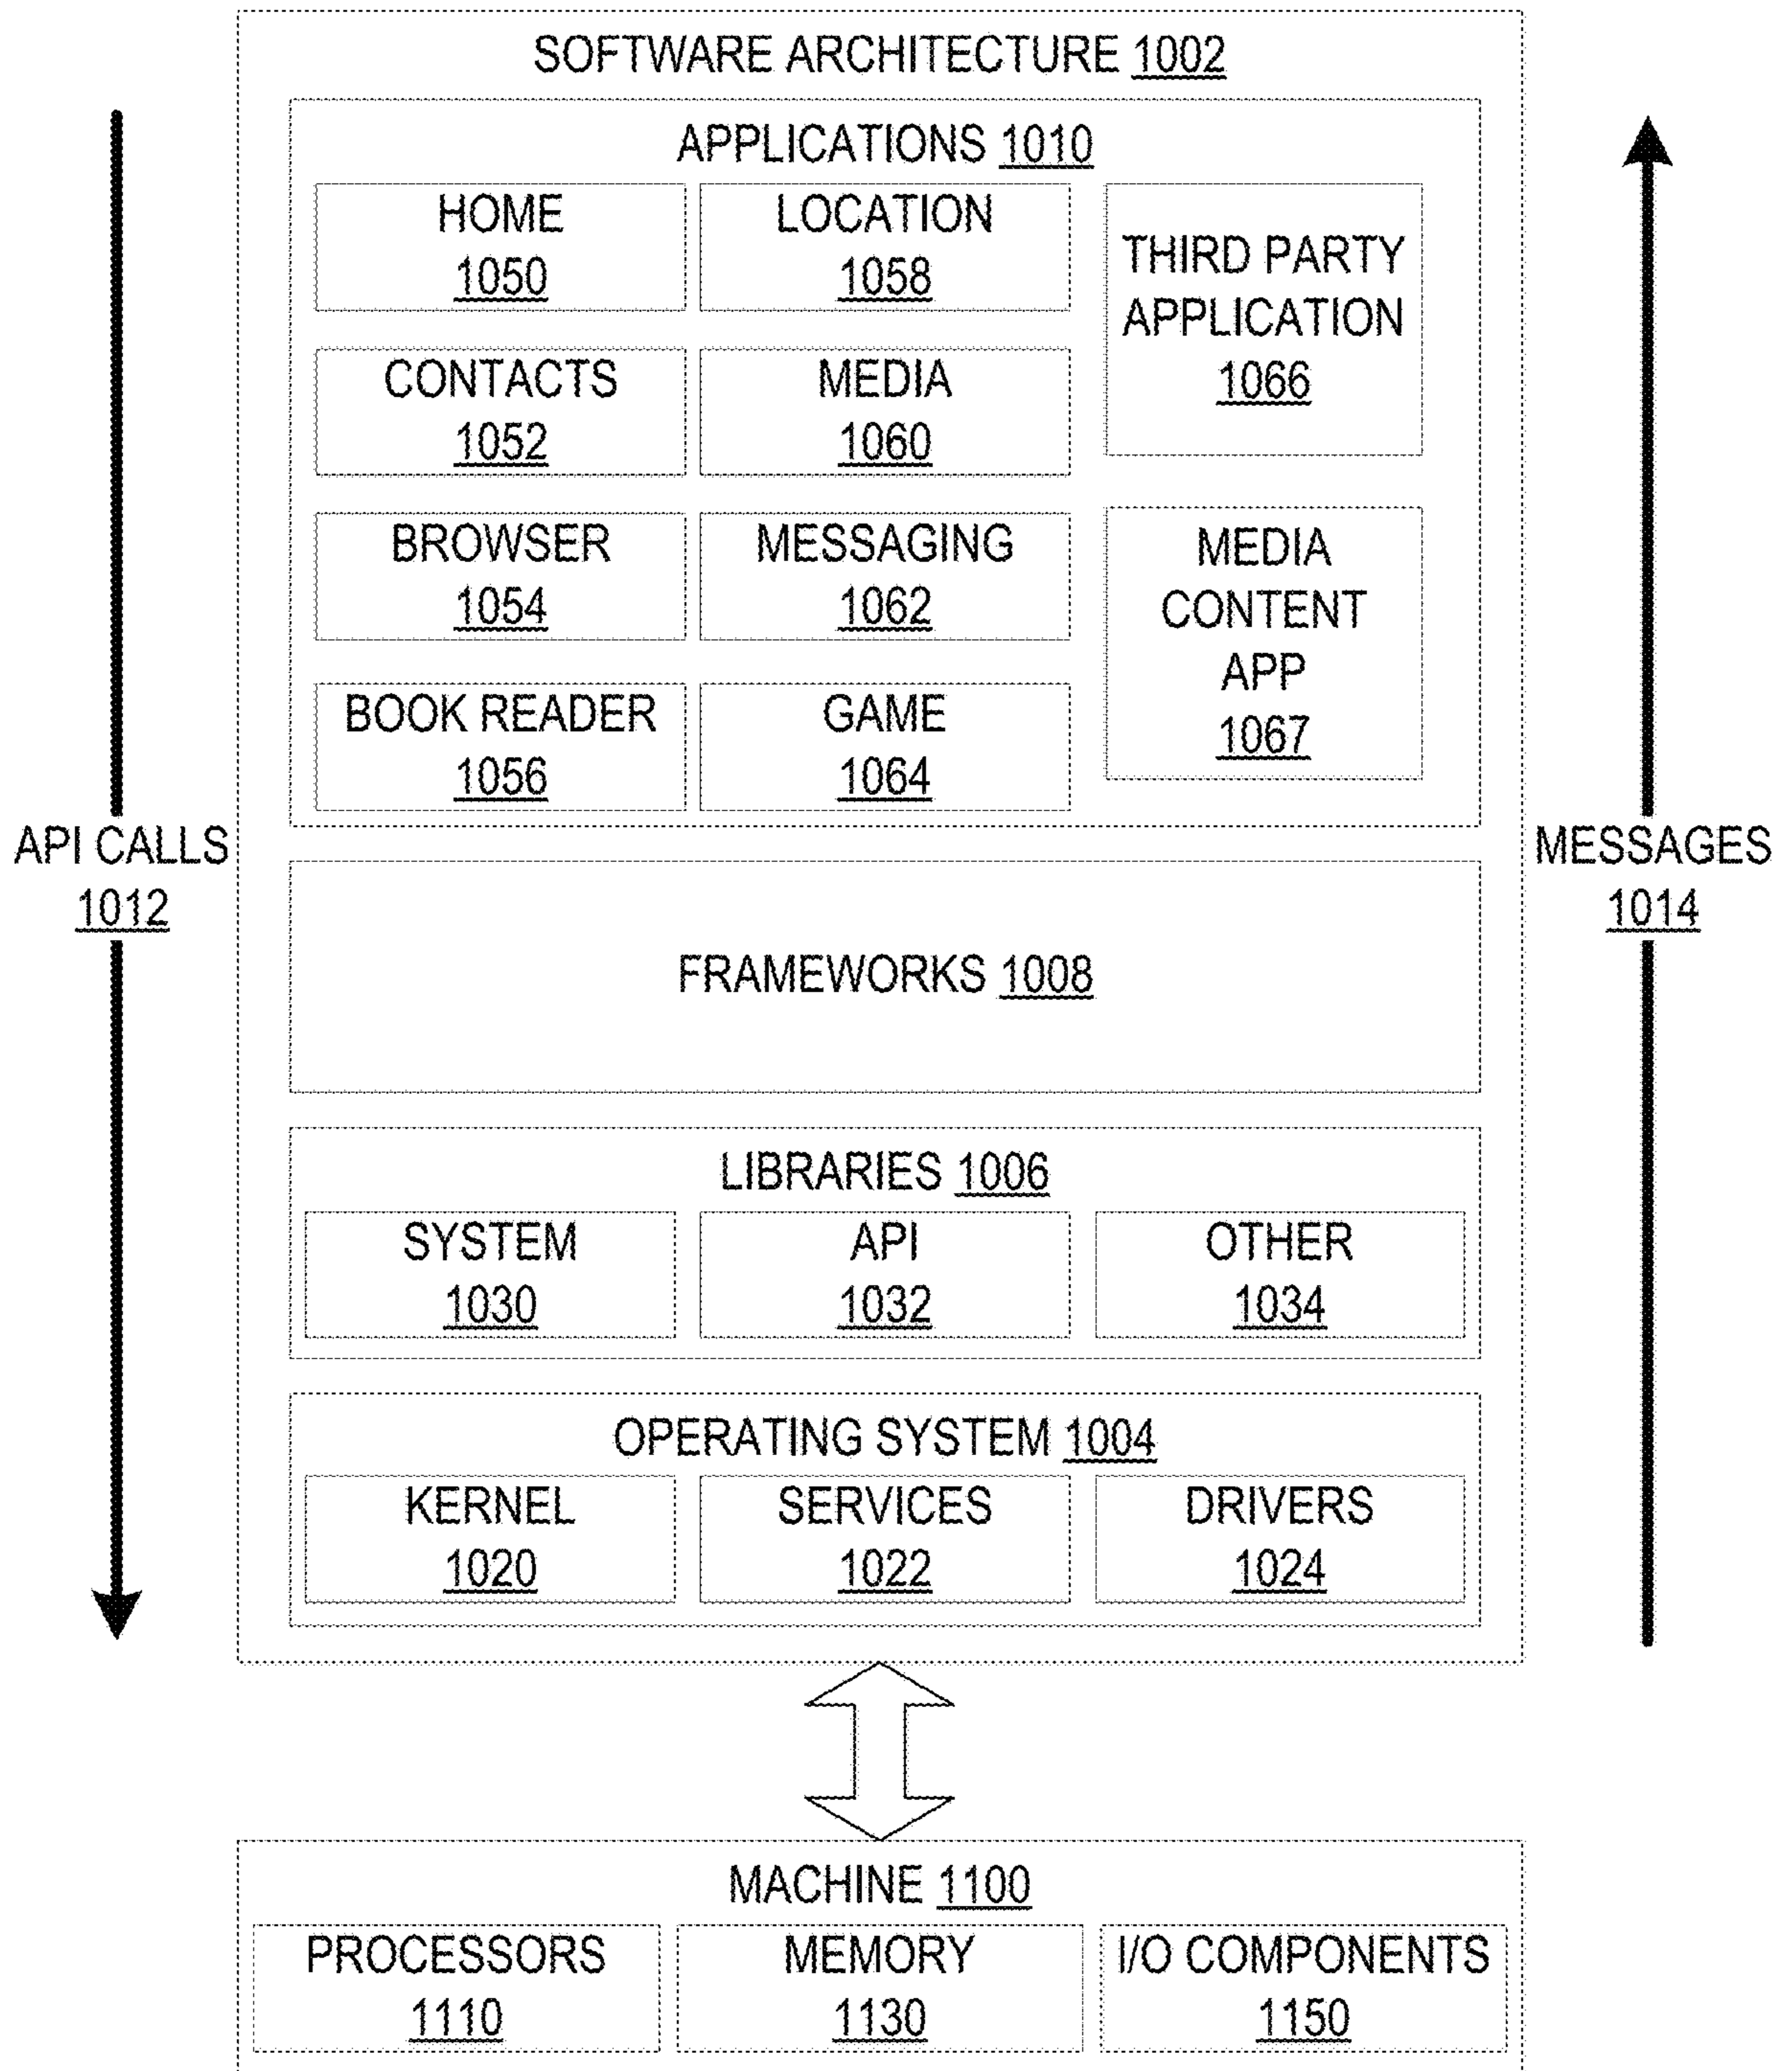 SOFTWARE ARCHITECTURE 1002
APPLICATIONS 1010
HOME
1050
LOCATION
1058
THIRD PARTY
APPLICATION
1066
CONTACTS
1052
MEDIA
1060
BROWSER
1054
MESSAGING
1062
MEDIA
CONTENT
APP
1067
BOOK READER
1056
GAME
1064
API CALLS
1012
MESSAGES
1014
FRAMEWORKS 1008
LIBRARIES 1006
SYSTEM
1030
API
1032
OTHER
1034
OPERATING SYSTEM 1004
KERNEL
1020
SERVICES
1022
DRIVERS
1024
MACHINE 1100
PROCESSORS
1110
MEMORY
1130
I/O COMPONENTS
1150